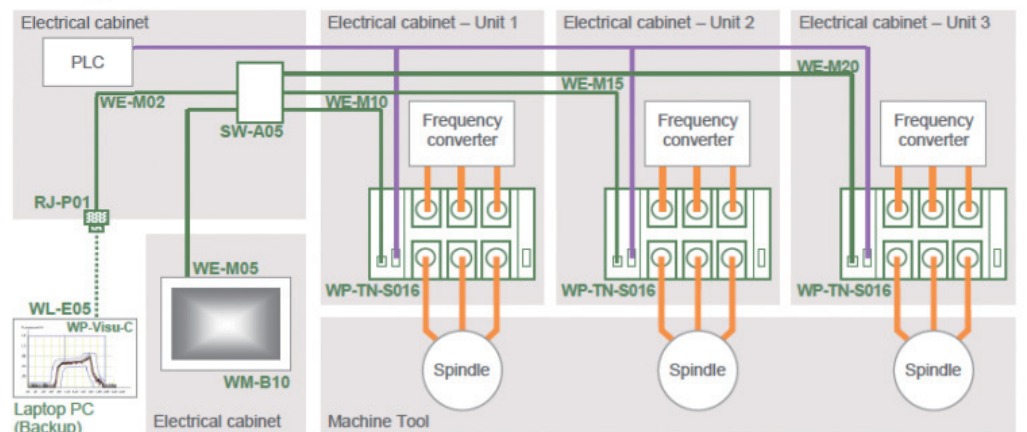 Electrical cabinet
Electrical cabinet – Unit 1
Electrical cabinet – Unit 2
Electrical cabinet – Unit 3
PLC
WE-M02
SW-A05
WE-M10
WE-M15
WE-M20
Frequency
converter
Frequency
converter
Frequency
converter
RJ-P01
WE-M05
WP-TN-S016
WP-TN-S016
WP-TN-S016
WL-E05
WP-Visu-C
WM-B10
Spindle
Spindle
Spindle
Laptop PC
(Backup)
Electrical cabinet
Machine Tool